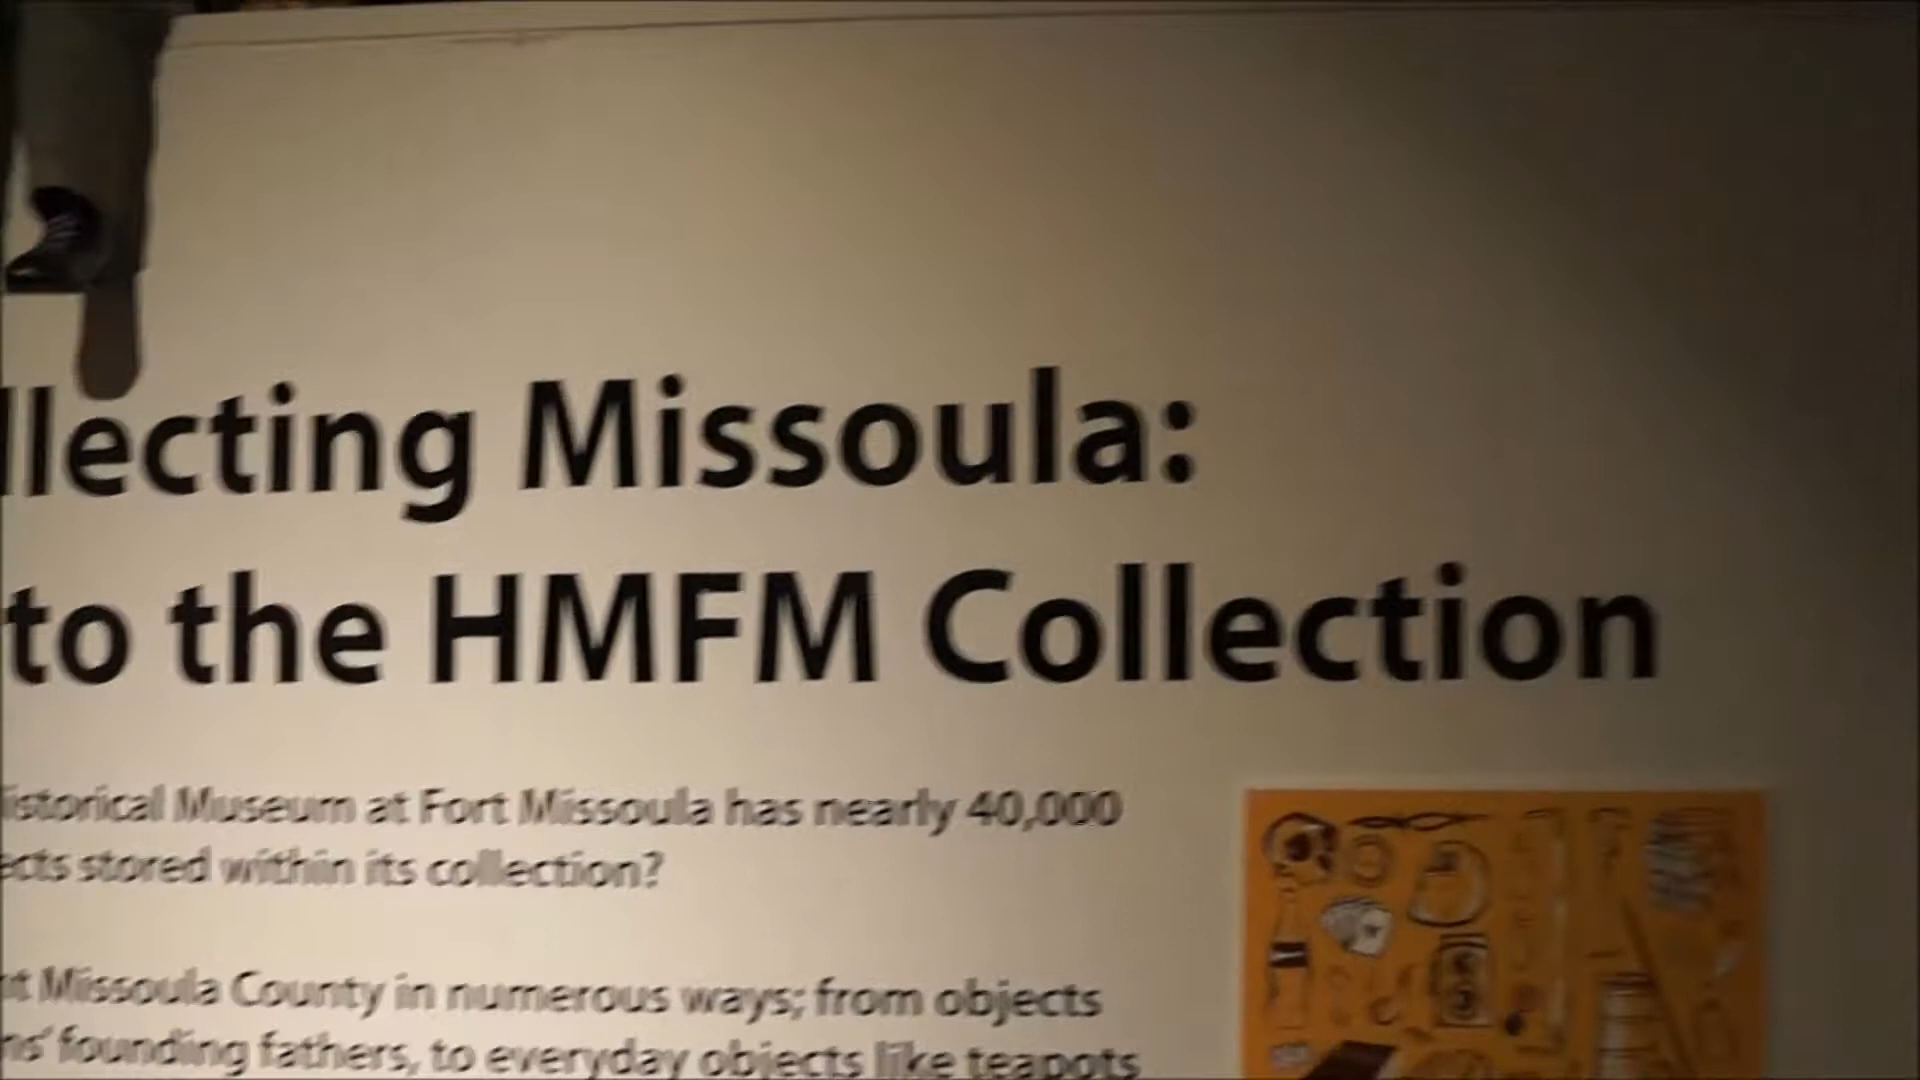 llecting Missoula:
to the HMFM Collection
istorical Museum at Fort Missoula has nearly 40,000
ects stored within its collection?
nt Missoula County in numerous ways; from objects
ns' founding fathers, to everyday objects like teapots